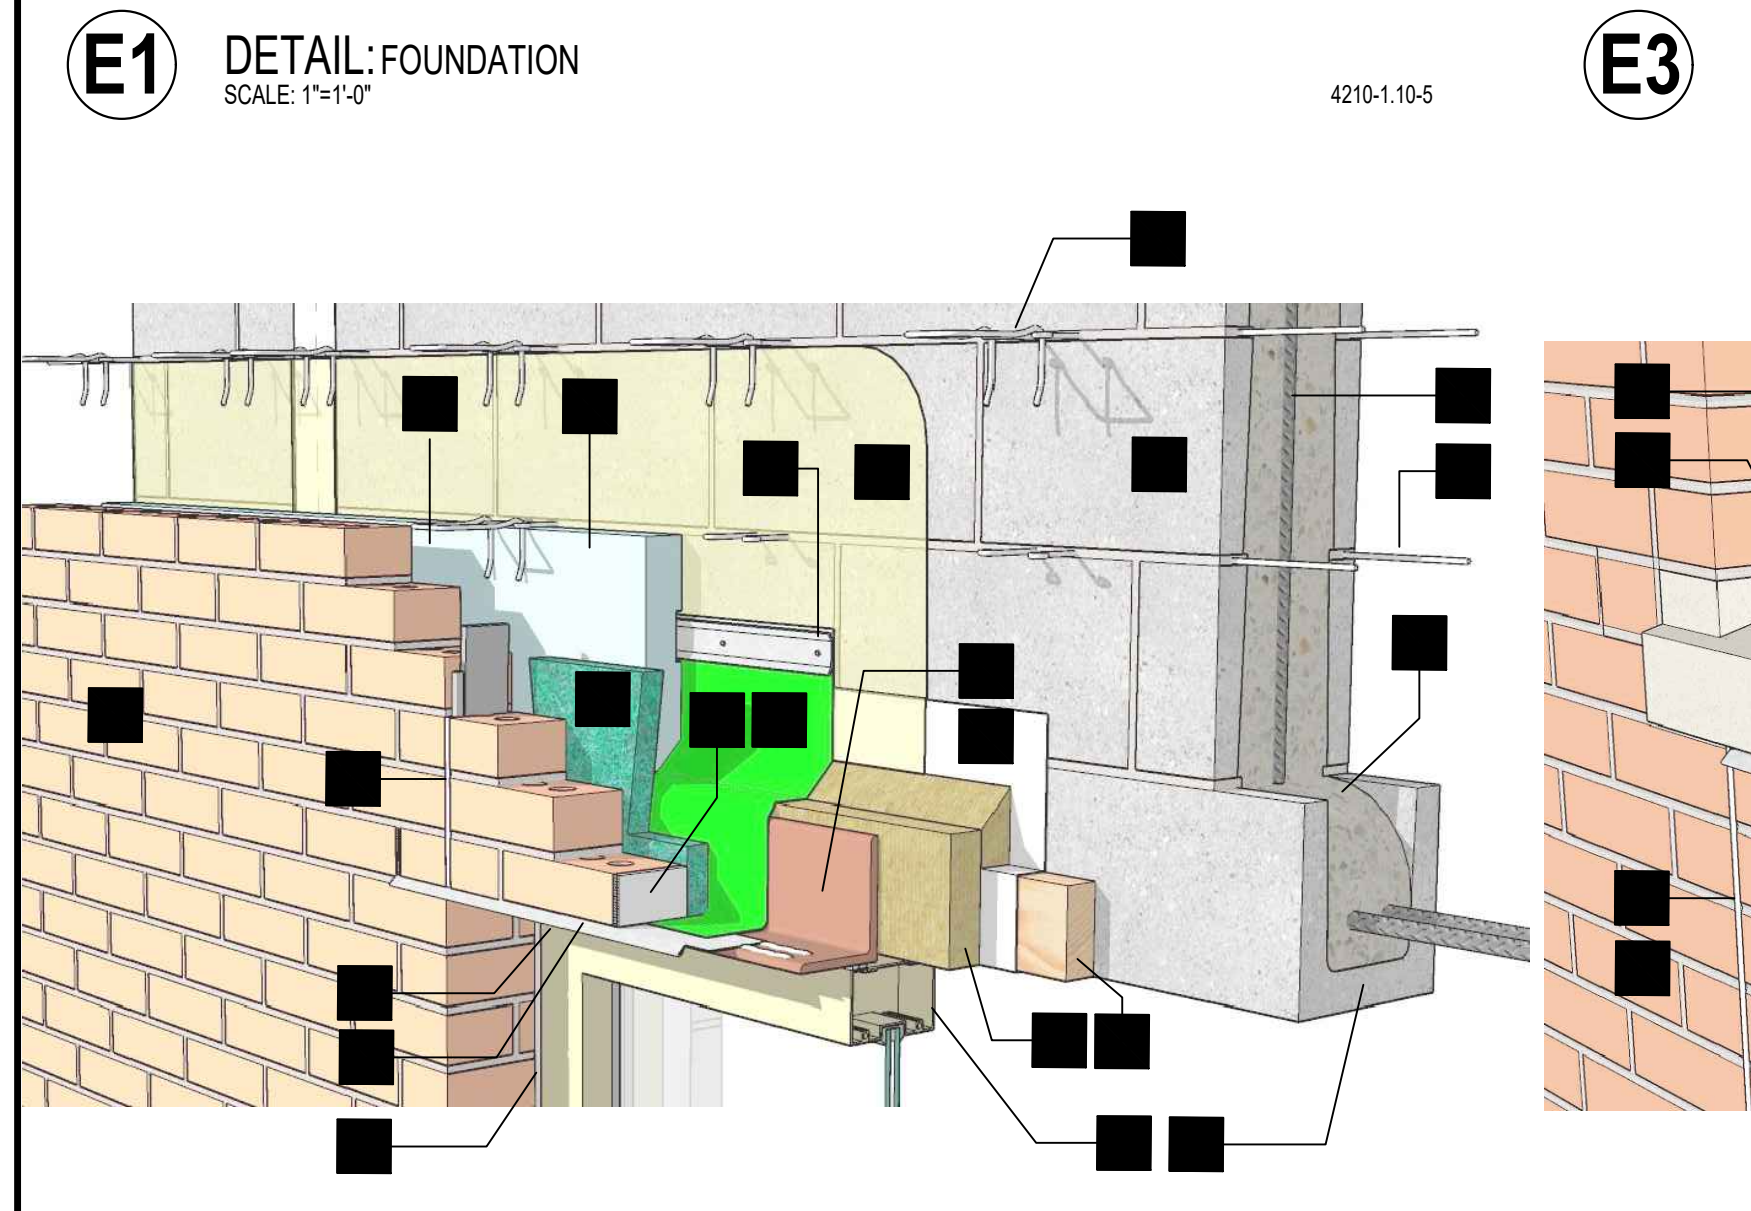 E1
DETAIL: FOUNDATION
SCALE: 1"=1'-0"
4210-1.10-5
E3